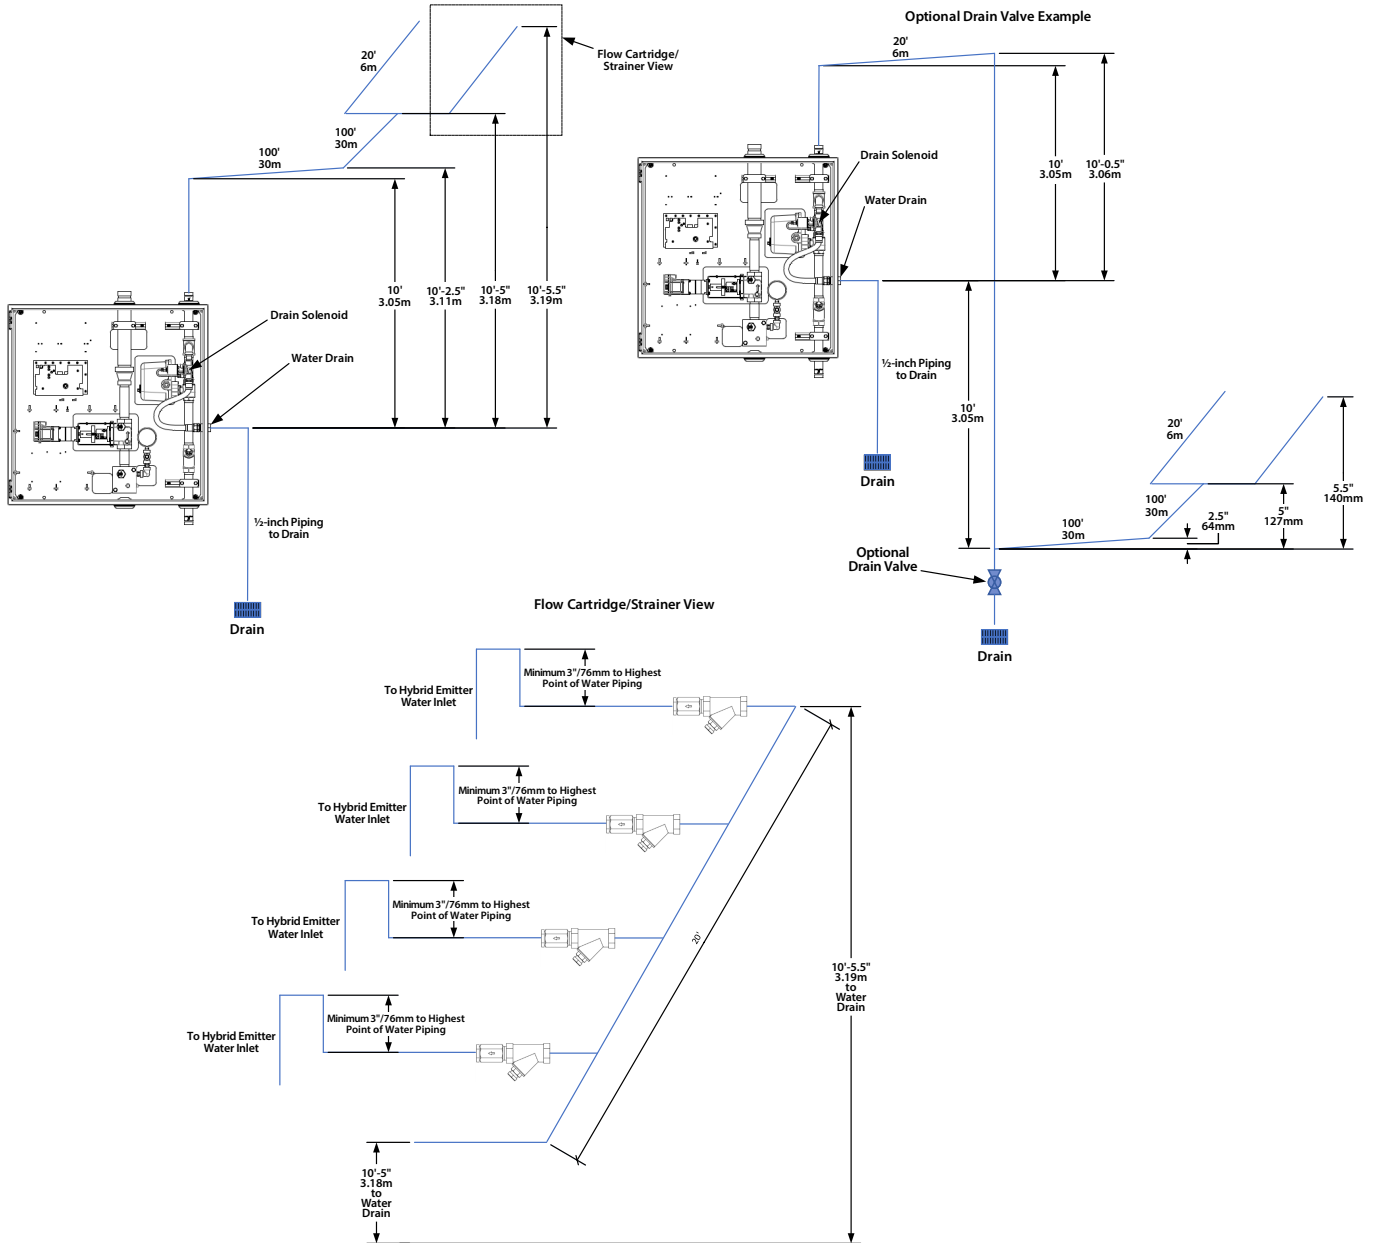 20'
6m
Flow Cartridge/
Strainer View
100'
30m
100'
30m
10'
3.05m
10'-2.5"
3.11m
10'-5"
3.18m
10'-5.5"
3.19m
Drain Solenoid
Water Drain
½-inch Piping
to Drain
Drain
Optional Drain Valve Example
20'
6m
Drain Solenoid
Water Drain
10'
3.05m
10'-0.5"
3.06m
½-inch Piping
to Drain
Drain
10'
3.05m
20'
6m
100'
30m
100'
30m
2.5"
64mm
5"
127mm
5.5"
140mm
Optional
Drain Valve
Drain
Flow Cartridge/Strainer View
Minimum 3"/76mm to Highest
Point of Water Piping
To Hybrid Emitter
Water Inlet
Minimum 3"/76mm to Highest
Point of Water Piping
To Hybrid Emitter
Water Inlet
Minimum 3"/76mm to Highest
Point of Water Piping
To Hybrid Emitter
Water Inlet
Minimum 3"/76mm to Highest
Point of Water Piping
To Hybrid Emitter
Water Inlet
20'
10'-5.5"
3.19m
to
Water
Drain
10'-5"
3.18m
to
Water
Drain